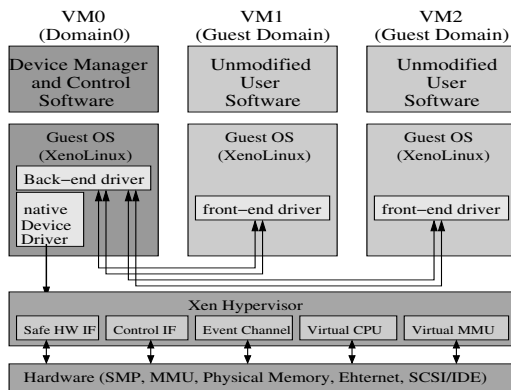 VM0
(Domain0)
VM1
(Guest Domain)
VM2
(Guest Domain)
Device Manager
and Control
Software
Unmodified
User
Software
Unmodified
User
Software
Guest OS
(XenoLinux)
Back-end driver
native
Device
Driver
Guest OS
(XenoLinux)
front-end driver
Guest OS
(XenoLinux)
front-end driver
Xen Hypervisor
Safe HW IF
Control IF
Event Channel
Virtual CPU
Virtual MMU
Hardware (SMP, MMU, Physical Memory, Ehternet, SCSI/IDE)